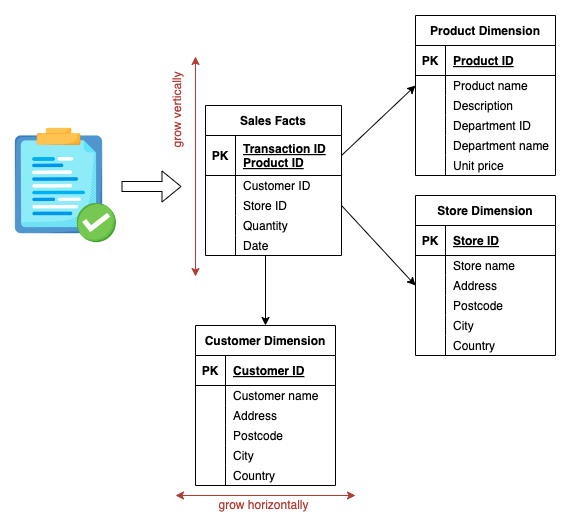 Product Dimension
PK Product ID
Product name
Description
Department ID
Department name
Unit price
grow vertically
Sales Facts
PK Transaction ID
Product ID
Customer ID
Store ID
Quantity
Date
Store Dimension
PK Store ID
Store name
Address
Postcode
City
Country
Customer Dimension
PK Customer ID
Customer name
Address
Postcode
City
Country
grow horizontally